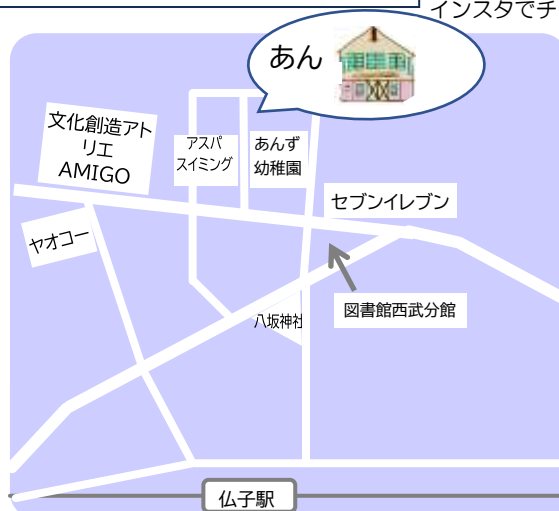 インスタでチ
あん
文化創造アト
リエ
AMIGO
アスパ
スイミング
あんず
幼稚園
セブンイレブン
ヤオコー
図書館西武分館
八坂神社
仏子駅